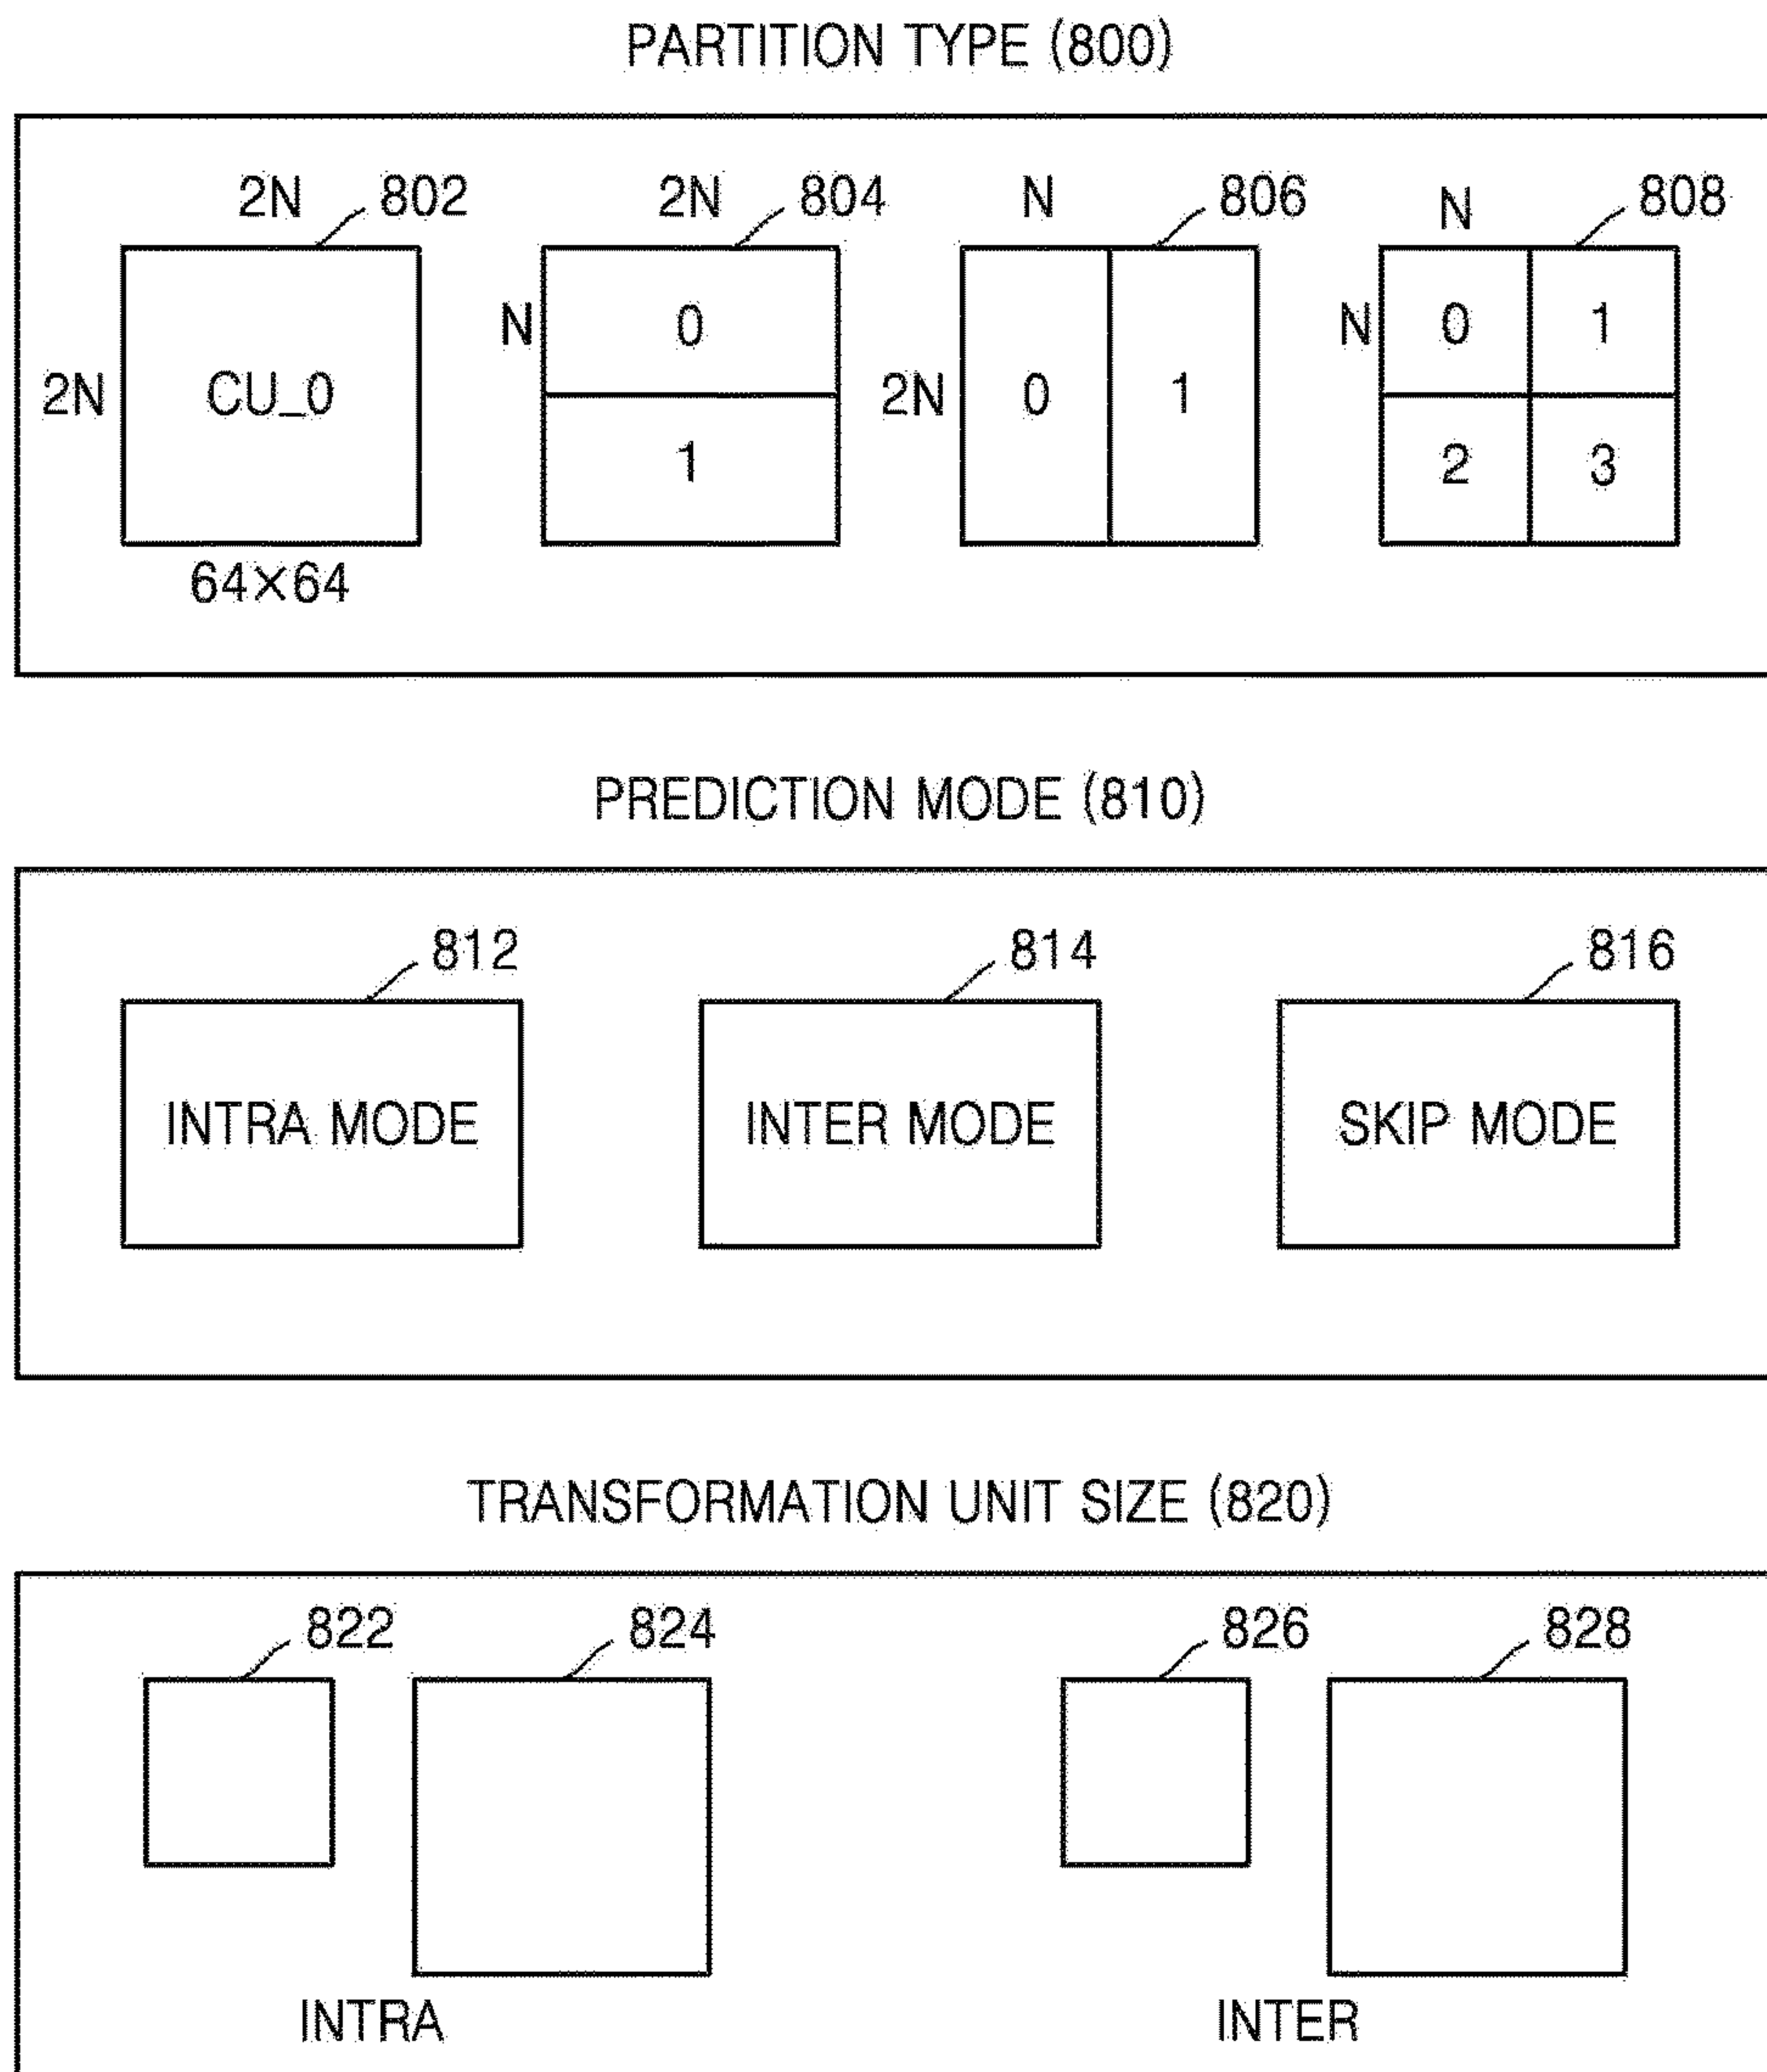 PARTITION TYPE (800)
2N 802 2N 804 N 806 N 808
N 0 N 0 1
2N CU_0 2N 0 1
1 2 3
64×64
PREDICTION MODE (810)
812 814 816
INTRA MODE INTER MODE SKIP MODE
TRANSFORMATION UNIT SIZE (820)
822 824 826 828
INTRA INTER